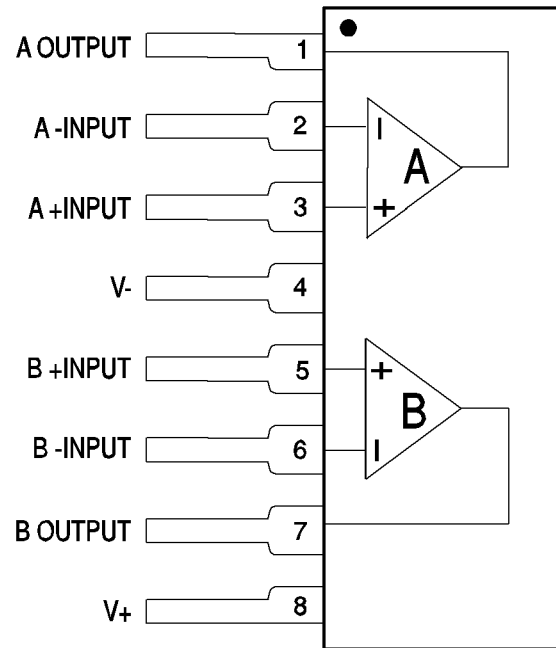 A OUTPUT 1
A -INPUT 2
A +INPUT 3
V- 4
B +INPUT 5
B -INPUT 6
B OUTPUT 7
V+ 8
-
A
+
+
B
-